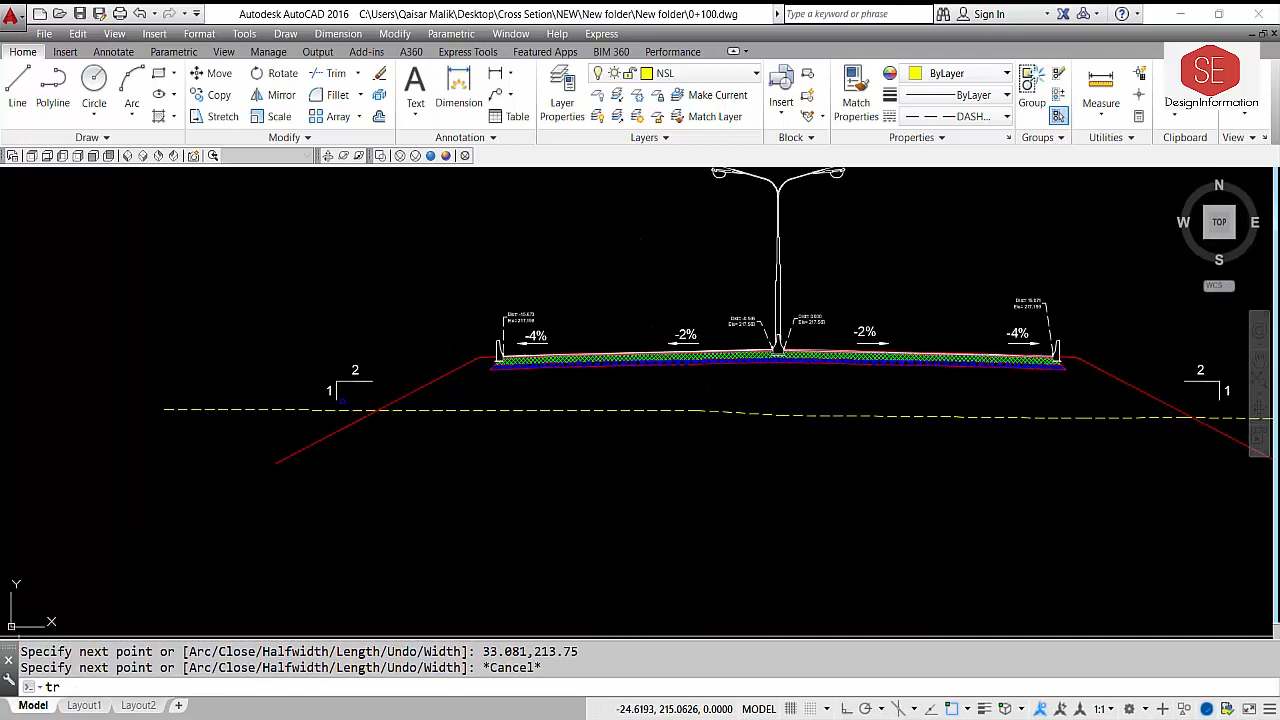 Autodesk AutoCAD 2016 C:\Users\Qaisar Malik\Desktop\Cross Setion\NEW\New folder\New folder\0+100.dwg Type a keyword or phrase Sign In
File Edit View Insert Format Tools Draw Dimension Modify Parametric Window Help Express
Home Insert Annotate Parametric View Manage Output Add-ins A360 Express Tools Featured Apps BIM 360 Performance
Line Polyline Circle Arc Move Rotate Trim Copy Mirror Fillet Stretch Scale Array Text Dimension Table Layer Properties NSL Make Current Match Layer Insert Match Properties ByLayer ByLayer DASH... Group Measure
SE
DesignInformation
Draw Modify Annotation Layers Block Properties Groups Utilities Clipboard View
N
W TOP E
S
WCS
Elv=217.198
Elv=217.583
-4% -2% -2% -4%
2 2
1 1
Y
X
Specify next point or [Arc/Close/Halfwidth/Length/Undo/Width]: 33.081,213.75
Specify next point or [Arc/Close/Halfwidth/Length/Undo/Width]: *Cancel*
tr
Model Layout1 Layout2 + -24.6193, 215.0626, 0.0000 MODEL 1:1